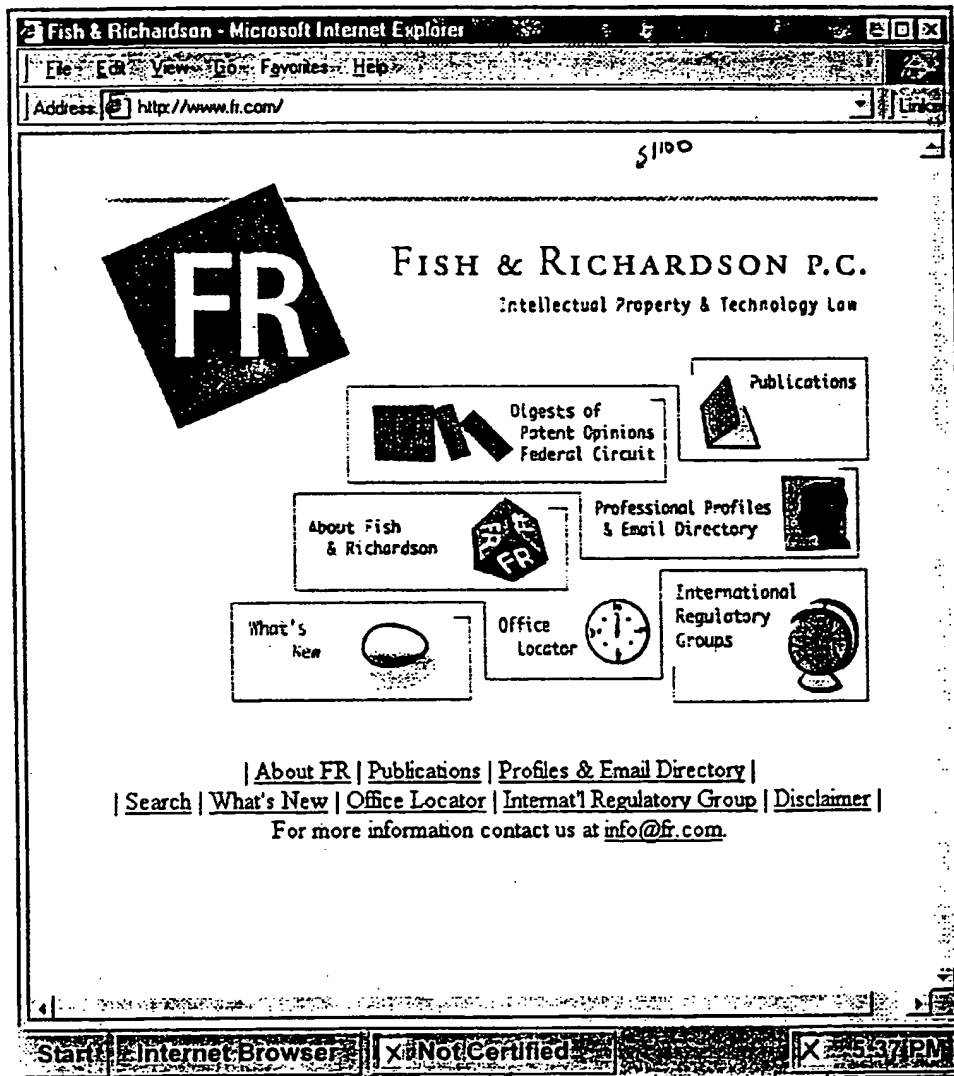 Fish & Richardson - Microsoft Internet Explorer
File Edit View Go Favorites Help
Address http://www.fr.com/ Links
51100
FR
FISH & RICHARDSON P.C.
Intellectual Property & Technology Law
Publications
Digests of
Patent Opinions
Federal Circuit
Professional Profiles
& Email Directory
About Fish
& Richardson
FR
FR
International
Regulatory
Groups
What's
New
Office
Locator
| About FR | Publications | Profiles & Email Directory |
| Search | What's New | Office Locator | Internat'l Regulatory Group | Disclaimer |
For more information contact us at info@fr.com.
Start Internet Browser X Not Certified X 5:37 PM